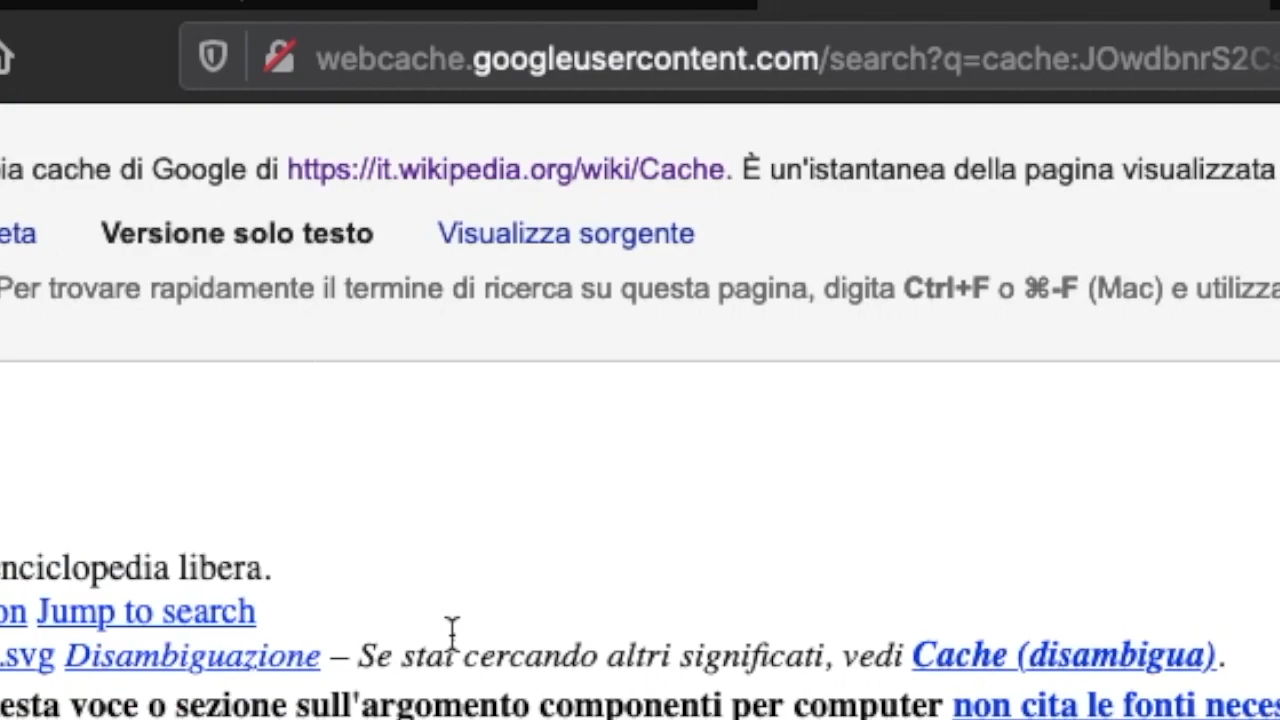 webcache.googleusercontent.com/search?q=cache:JOwdbnrS2C
ia cache di Google di https://it.wikipedia.org/wiki/Cache. È un'istantanea della pagina visualizzata
eta Versione solo testo Visualizza sorgente
Per trovare rapidamente il termine di ricerca su questa pagina, digita Ctrl+F o ⌘-F (Mac) e utilizza
nciclopedia libera.
on Jump to search
.svg Disambiguazione – Se stai cercando altri significati, vedi Cache (disambigua).
esta voce o sezione sull'argomento componenti per computer non cita le fonti neces